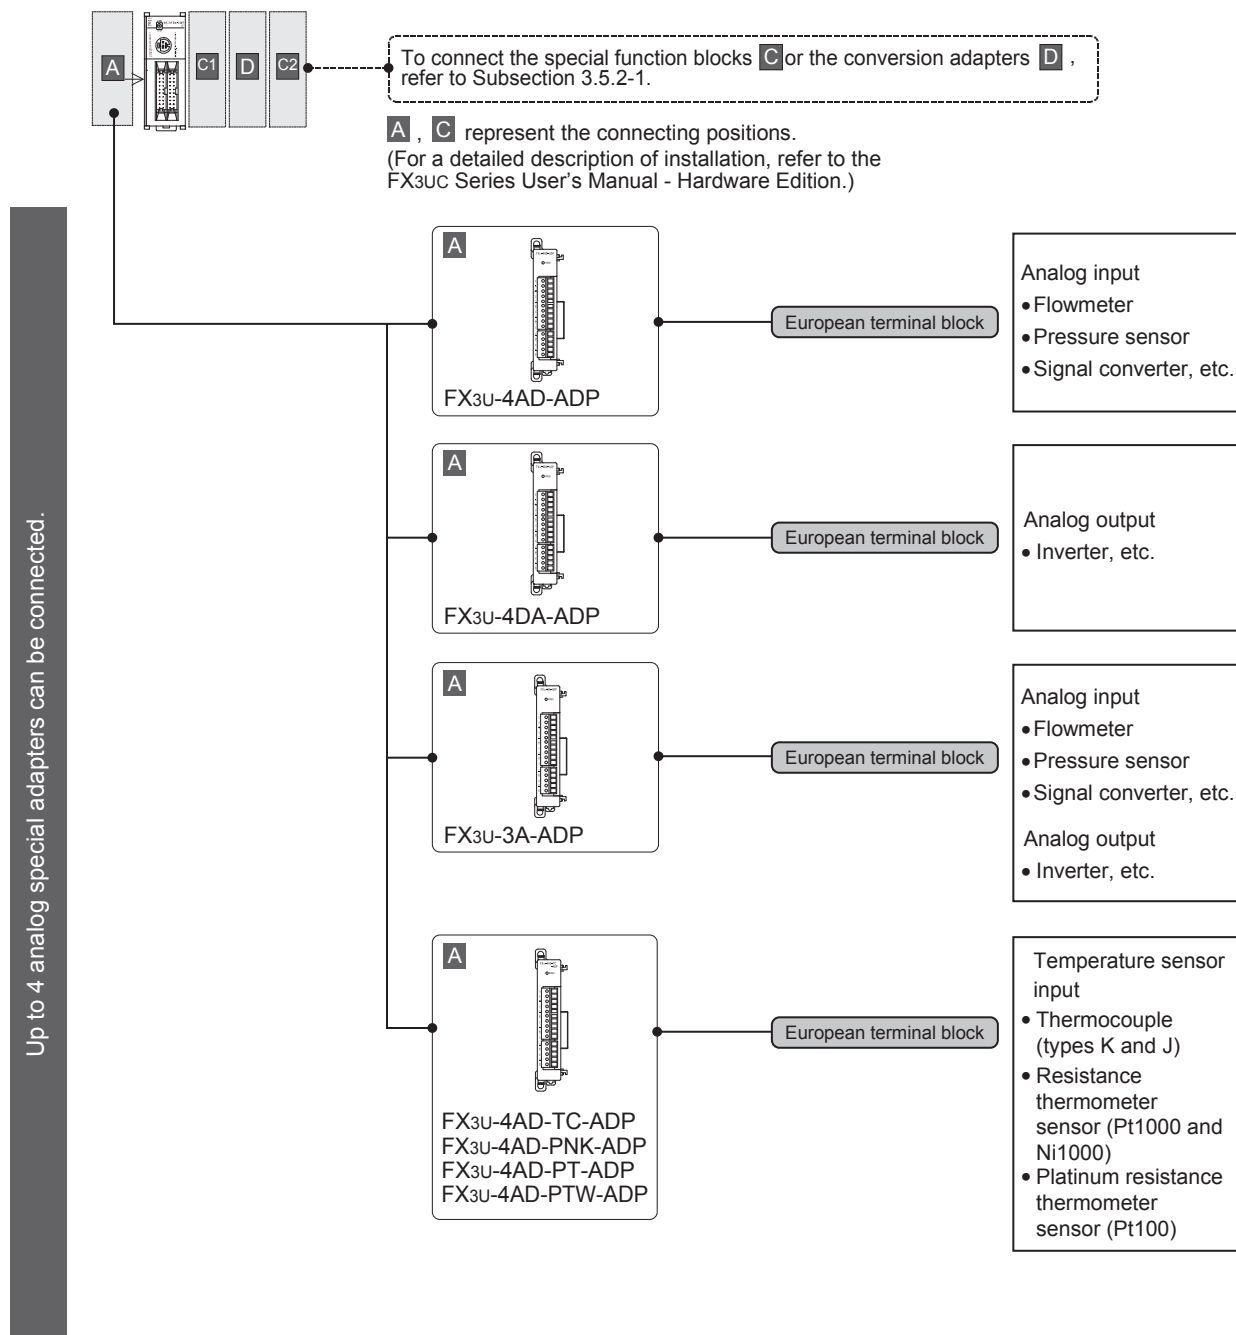 A
C1
D
C2
To connect the special function blocks C or the conversion adapters D ,
refer to Subsection 3.5.2-1.
A , C represent the connecting positions.
(For a detailed description of installation, refer to the
FX3UC Series User's Manual - Hardware Edition.)
Up to 4 analog special adapters can be connected.
A
FX3U-4AD-ADP
European terminal block
Analog input
•Flowmeter
•Pressure sensor
•Signal converter, etc.
A
FX3U-4DA-ADP
European terminal block
Analog output
• Inverter, etc.
A
FX3U-3A-ADP
European terminal block
Analog input
•Flowmeter
•Pressure sensor
•Signal converter, etc.
Analog output
• Inverter, etc.
A
FX3U-4AD-TC-ADP
FX3U-4AD-PNK-ADP
FX3U-4AD-PT-ADP
FX3U-4AD-PTW-ADP
European terminal block
Temperature sensor
input
• Thermocouple
(types K and J)
• Resistance
thermometer
sensor (Pt1000 and
Ni1000)
• Platinum resistance
thermometer
sensor (Pt100)